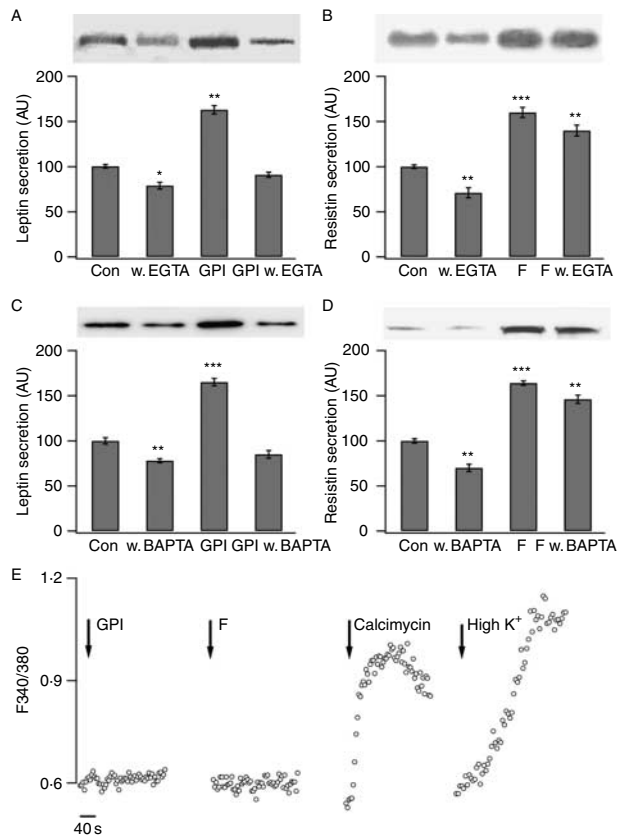 A
B
200
150
100
50
0
Leptin secretion (AU)
*
**
Con w. EGTA GPI GPI w. EGTA
200
150
100
50
0
Resistin secretion (AU)
**
***
**
Con w. EGTA F F w. EGTA
C
D
200
150
100
50
0
Leptin secretion (AU)
**
***
Con w. BAPTA GPI GPI w. BAPTA
200
150
100
50
0
Resistin secretion (AU)
**
***
**
Con w. BAPTA F F w. BAPTA
E
1·2
0·9
0·6
F340/380
GPI
F
Calcimycin
High K⁺
40 s